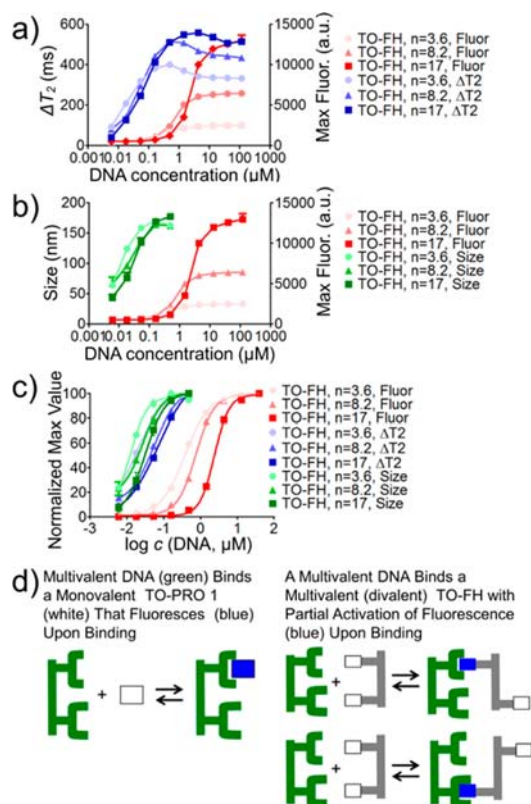 a)
600
400
200
0
ΔT2 (ms)
15000
10000
5000
0
Max Fluor. (a.u.)
0.001
0.01
0.1
1
10
100
1000
DNA concentration (µM)
TO-FH, n=3.6, Fluor
TO-FH, n=8.2, Fluor
TO-FH, n=17, Fluor
TO-FH, n=3.6, ΔT2
TO-FH, n=8.2, ΔT2
TO-FH, n=17, ΔT2
b)
200
150
100
50
0
Size (nm)
15000
10000
5000
0
Max Fluor. (a.u.)
0.001
0.01
0.1
1
10
100
1000
DNA concentration (µM)
TO-FH, n=3.6, Fluor
TO-FH, n=8.2, Fluor
TO-FH, n=17, Fluor
TO-FH, n=3.6, Size
TO-FH, n=8.2, Size
TO-FH, n=17, Size
c)
100
80
60
40
20
0
Normalized Max Value
-3
-2
-1
0
1
2
log c (DNA, µM)
TO-FH, n=3.6, Fluor
TO-FH, n=8.2, Fluor
TO-FH, n=17, Fluor
TO-FH, n=3.6, ΔT2
TO-FH, n=8.2, ΔT2
TO-FH, n=17, ΔT2
TO-FH, n=3.6, Size
TO-FH, n=8.2, Size
TO-FH, n=17, Size
d)
Multivalent DNA (green) Binds
a Monovalent TO-PRO 1
(white) That Fluoresces (blue)
Upon Binding
+
A Multivalent DNA Binds a
Multivalent (divalent) TO-FH with
Partial Activation of Fluorescence
(blue) Upon Binding
+
+